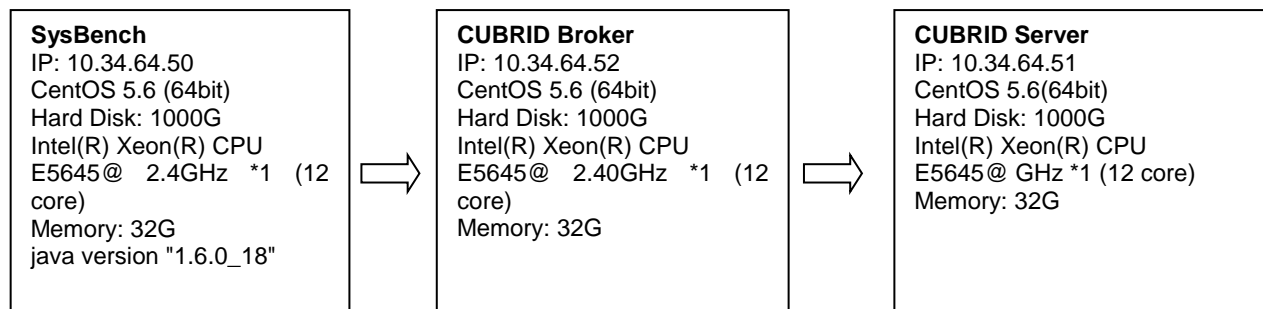 SysBench
IP: 10.34.64.50
CentOS 5.6 (64bit)
Hard Disk: 1000G
Intel(R) Xeon(R) CPU
E5645@ 2.4GHz *1 (12
core)
Memory: 32G
java version "1.6.0_18"
CUBRID Broker
IP: 10.34.64.52
CentOS 5.6 (64bit)
Hard Disk: 1000G
Intel(R) Xeon(R) CPU
E5645@ 2.40GHz *1 (12
core)
Memory: 32G
CUBRID Server
IP: 10.34.64.51
CentOS 5.6(64bit)
Hard Disk: 1000G
Intel(R) Xeon(R) CPU
E5645@ GHz *1 (12 core)
Memory: 32G